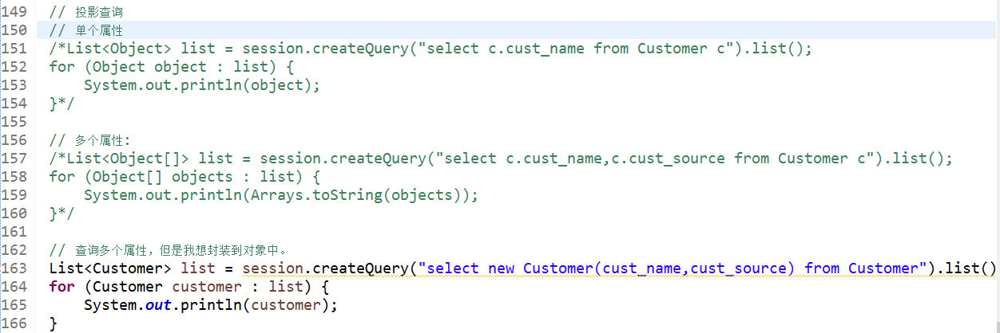 149 // 投影查询
150 // 单个属性
151 /*List<Object> list = session.createQuery("select c.cust_name from Customer c").list();
152 for (Object object : list) {
153     System.out.println(object);
154 }*/
155
156 // 多个属性:
157 /*List<Object[]> list = session.createQuery("select c.cust_name,c.cust_source from Customer c").list();
158 for (Object[] objects : list) {
159     System.out.println(Arrays.toString(objects));
160 }*/
161
162 // 查询多个属性，但是我想封装到对象中。
163 List<Customer> list = session.createQuery("select new Customer(cust_name,cust_source) from Customer").list()
164 for (Customer customer : list) {
165     System.out.println(customer);
166 }